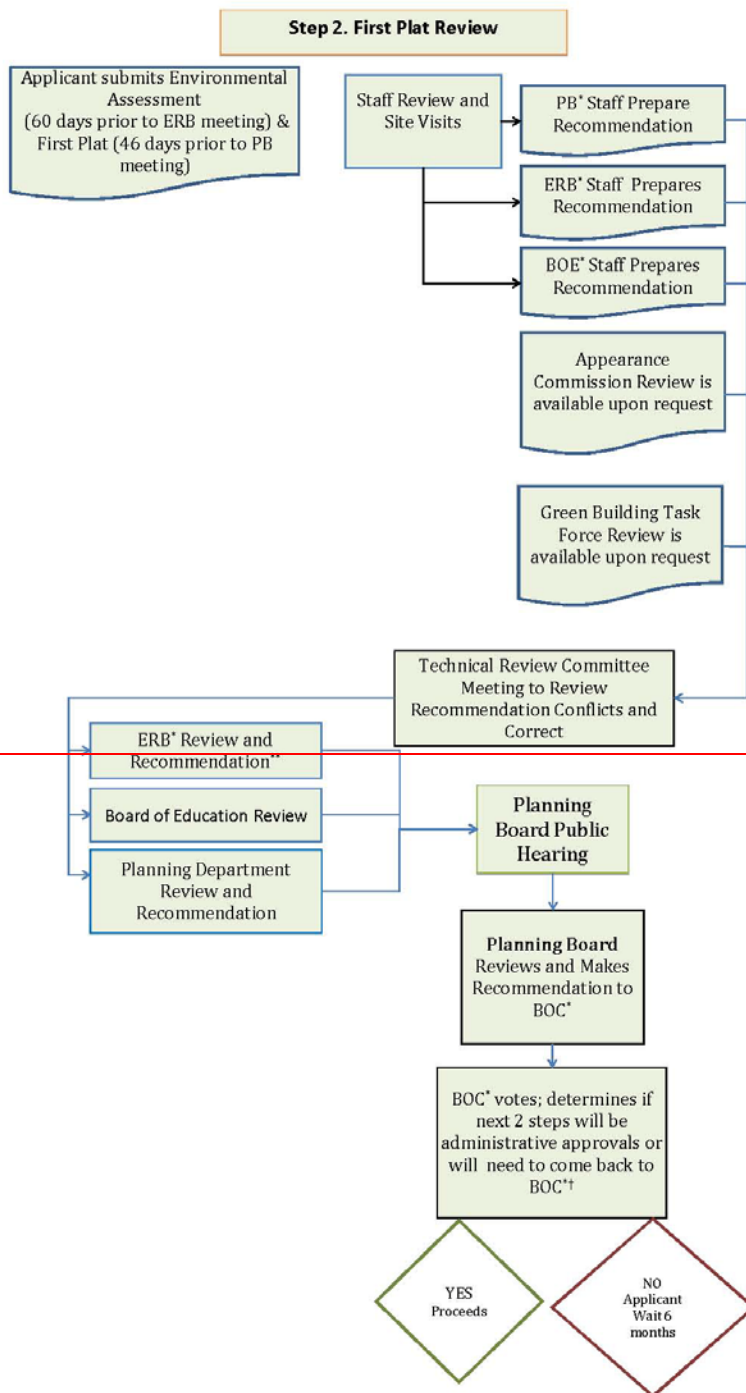 Step 2. First Plat Review
Applicant submits Environmental
Assessment
(60 days prior to ERB meeting) &
First Plat (46 days prior to PB
meeting)
Staff Review and
Site Visits
PB* Staff Prepare
Recommendation
ERB* Staff Prepares
Recommendation
BOE* Staff Prepares
Recommendation
Appearance
Commission Review is
available upon request
Green Building Task
Force Review is
available upon request
Technical Review Committee
Meeting to Review
Recommendation Conflicts and
Correct
ERB* Review and
Recommendation**
Board of Education Review
Planning Department
Review and
Recommendation
Planning
Board Public
Hearing
Planning Board
Reviews and Makes
Recommendation to
BOC*
BOC* votes; determines if
next 2 steps will be
administrative approvals or
will need to come back to
BOC*†
YES
Proceeds
NO
Applicant
Wait 6
months